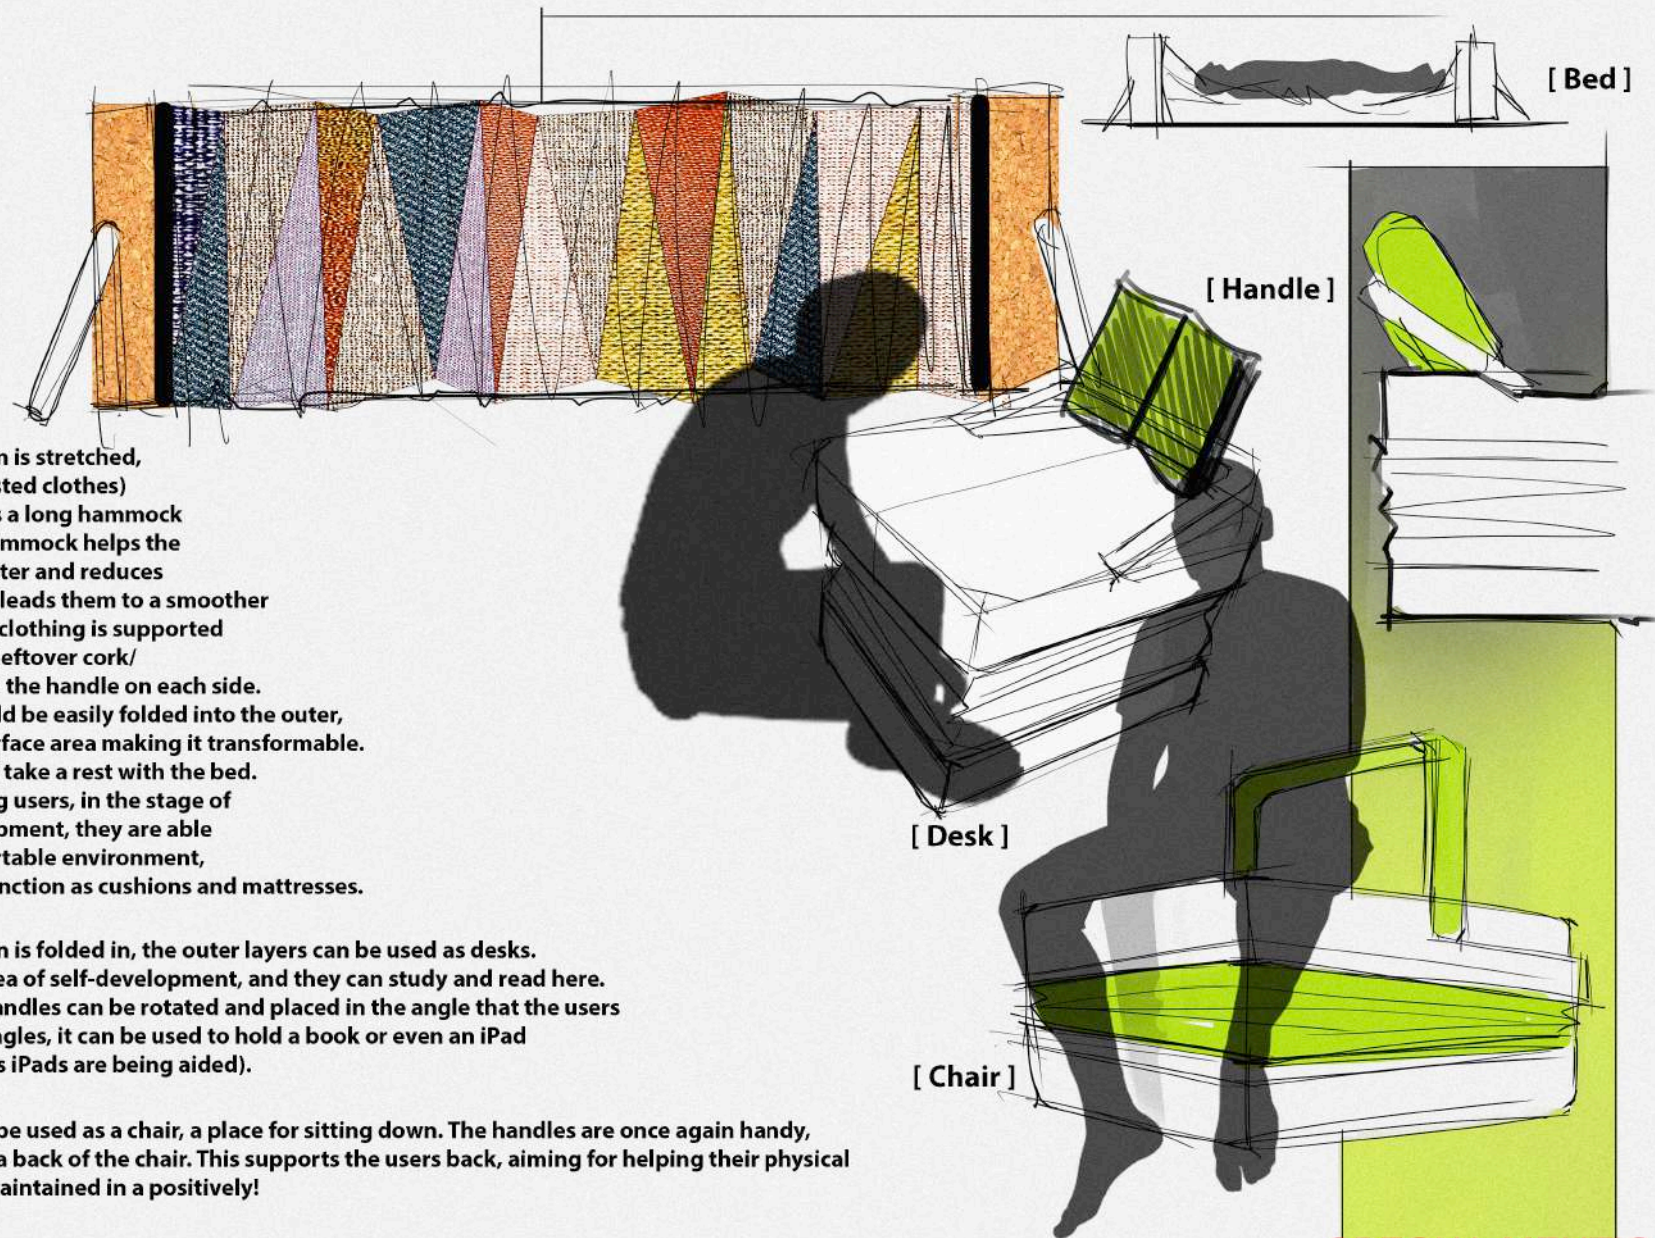 [ Bed ]
[ Handle ]
n is stretched,
sted clothes)
s a long hammock
mmock helps the
ter and reduces
leads them to a smoother
clothing is supported
eftover cork/
the handle on each side.
ld be easily folded into the outer,
rface area making it transformable.
take a rest with the bed.
g users, in the stage of
pment, they are able
rtable environment,
nction as cushions and mattresses.
[ Desk ]
n is folded in, the outer layers can be used as desks.
ea of self-development, and they can study and read here.
andles can be rotated and placed in the angle that the users
ngles, it can be used to hold a book or even an iPad
s iPads are being aided).
[ Chair ]
be used as a chair, a place for sitting down. The handles are once again handy,
a back of the chair. This supports the users back, aiming for helping their physical
aintained in a positively!